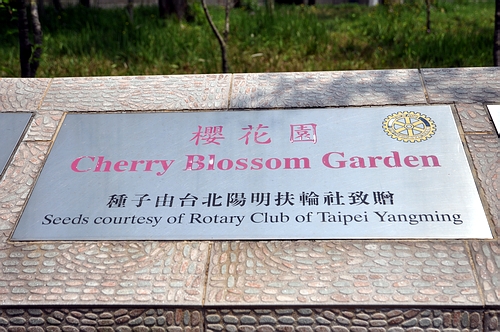 櫻花園
Cherry Blossom Garden
種子由台北陽明扶輪社致贈
Seeds courtesy of Rotary Club of Taipei Yangming